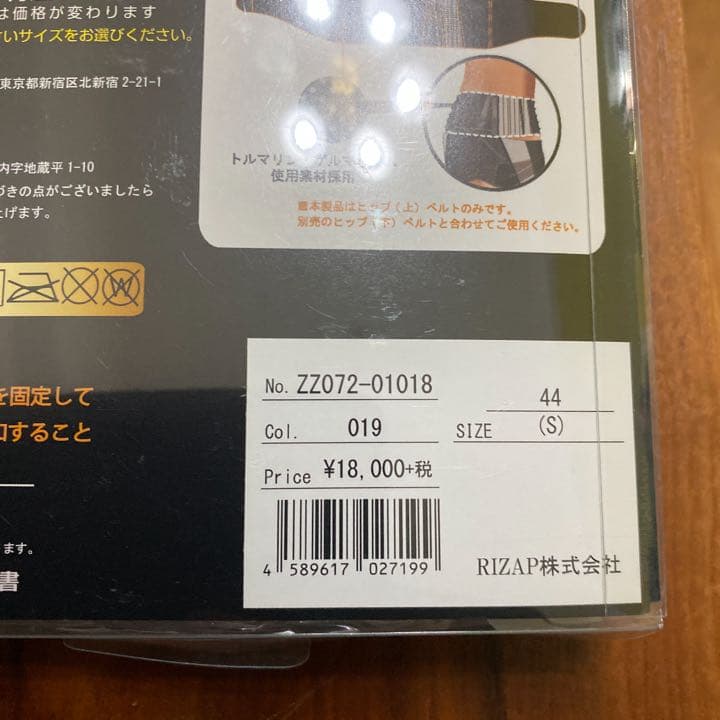 は価格が変わります
いサイズをお選びください。
東京都新宿区北新宿 2-21-1
内字地蔵平 1-10
づきの点がございましたら
上げます。
トルマリン
使用素材採用
意本製品はヒップ(上)ベルトのみです。
別売のヒップ(下)ベルトと合わせてご使用ください。
W
を固定して
却すること
ます。
書
No. ZZ072-01018
Col. 019
Price ¥18,000+税
44
SIZE (S)
4 589617 027199
RIZAP株式会社